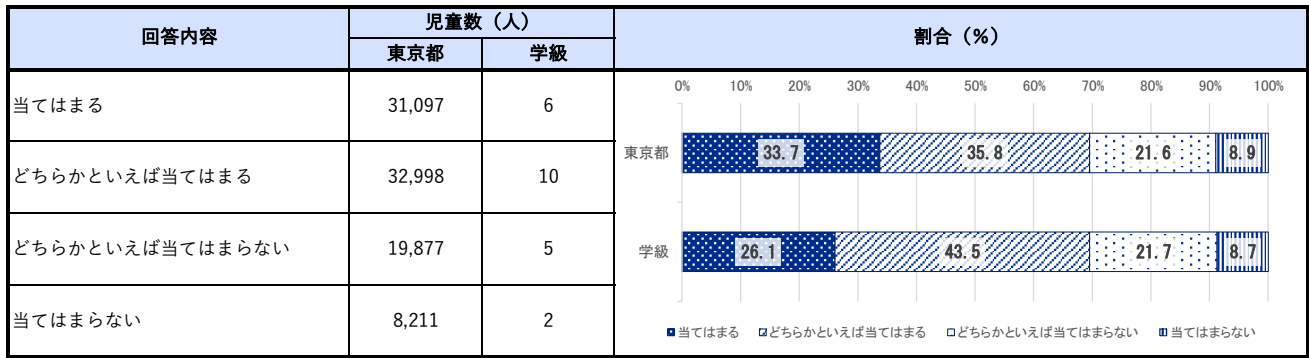 回答内容 児童数（人） 割合（%）
東京都 学級
当てはまる 31,097 6
どちらかといえば当てはまる 32,998 10
どちらかといえば当てはまらない 19,877 5
当てはまらない 8,211 2
0% 10% 20% 30% 40% 50% 60% 70% 80% 90% 100%
東京都 33.7 35.8 21.6 8.9
学級 26.1 43.5 21.7 8.7
当てはまる どちらかといえば当てはまる どちらかといえば当てはまらない 当てはまらない